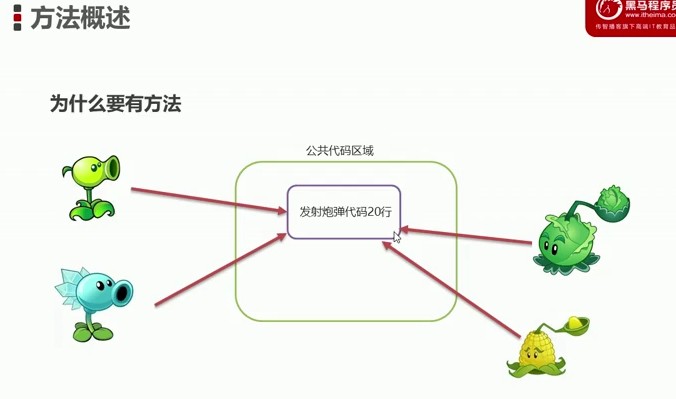 方法概述
黑马程序员
www.itheima.com
传智播客旗下高端IT教育品
为什么要有方法
公共代码区域
发射炮弹代码20行